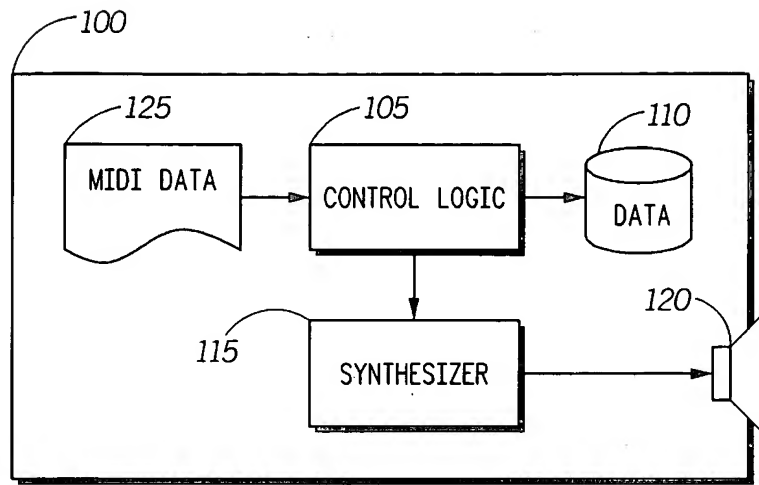 100
125
105
110
MIDI DATA
CONTROL LOGIC
DATA
115
120
SYNTHESIZER